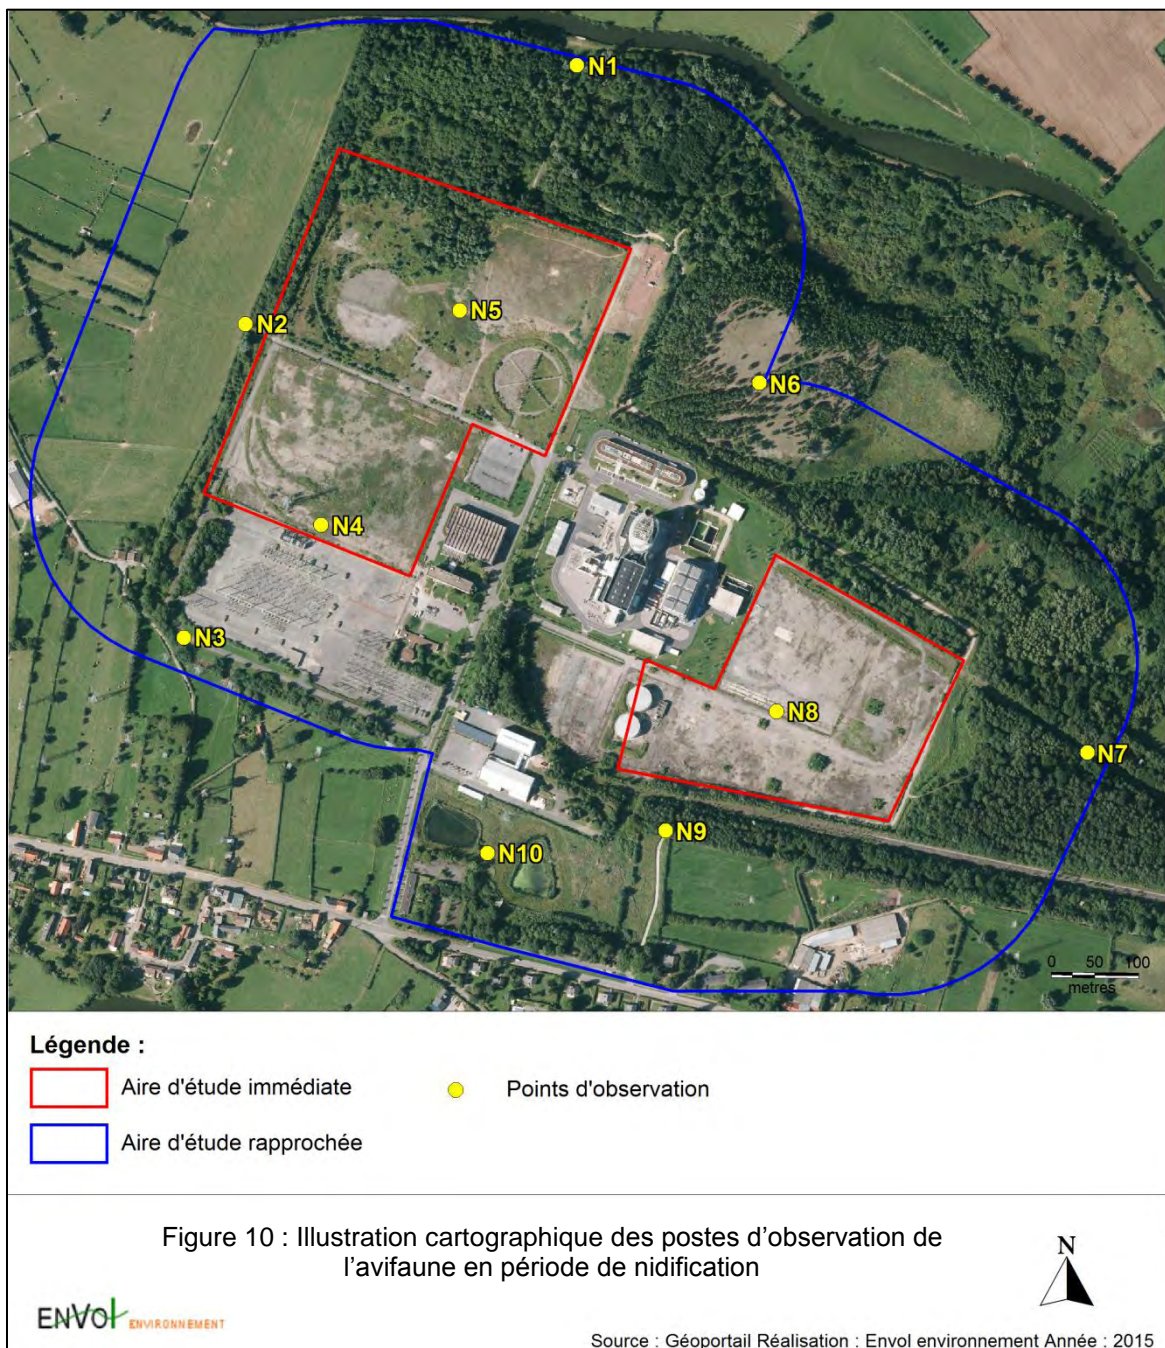 N1
N5
N2
N6
N4
N3
N8
N7
N9
N10
0 50 100
metres
Légende :
Aire d'étude immédiate
Points d'observation
Aire d'étude rapprochée
Figure 10 : Illustration cartographique des postes d'observation de
l'avifaune en période de nidification
N
ENVOl ENVIRONNEMENT
Source : Géoportail Réalisation : Envol environnement Année : 2015